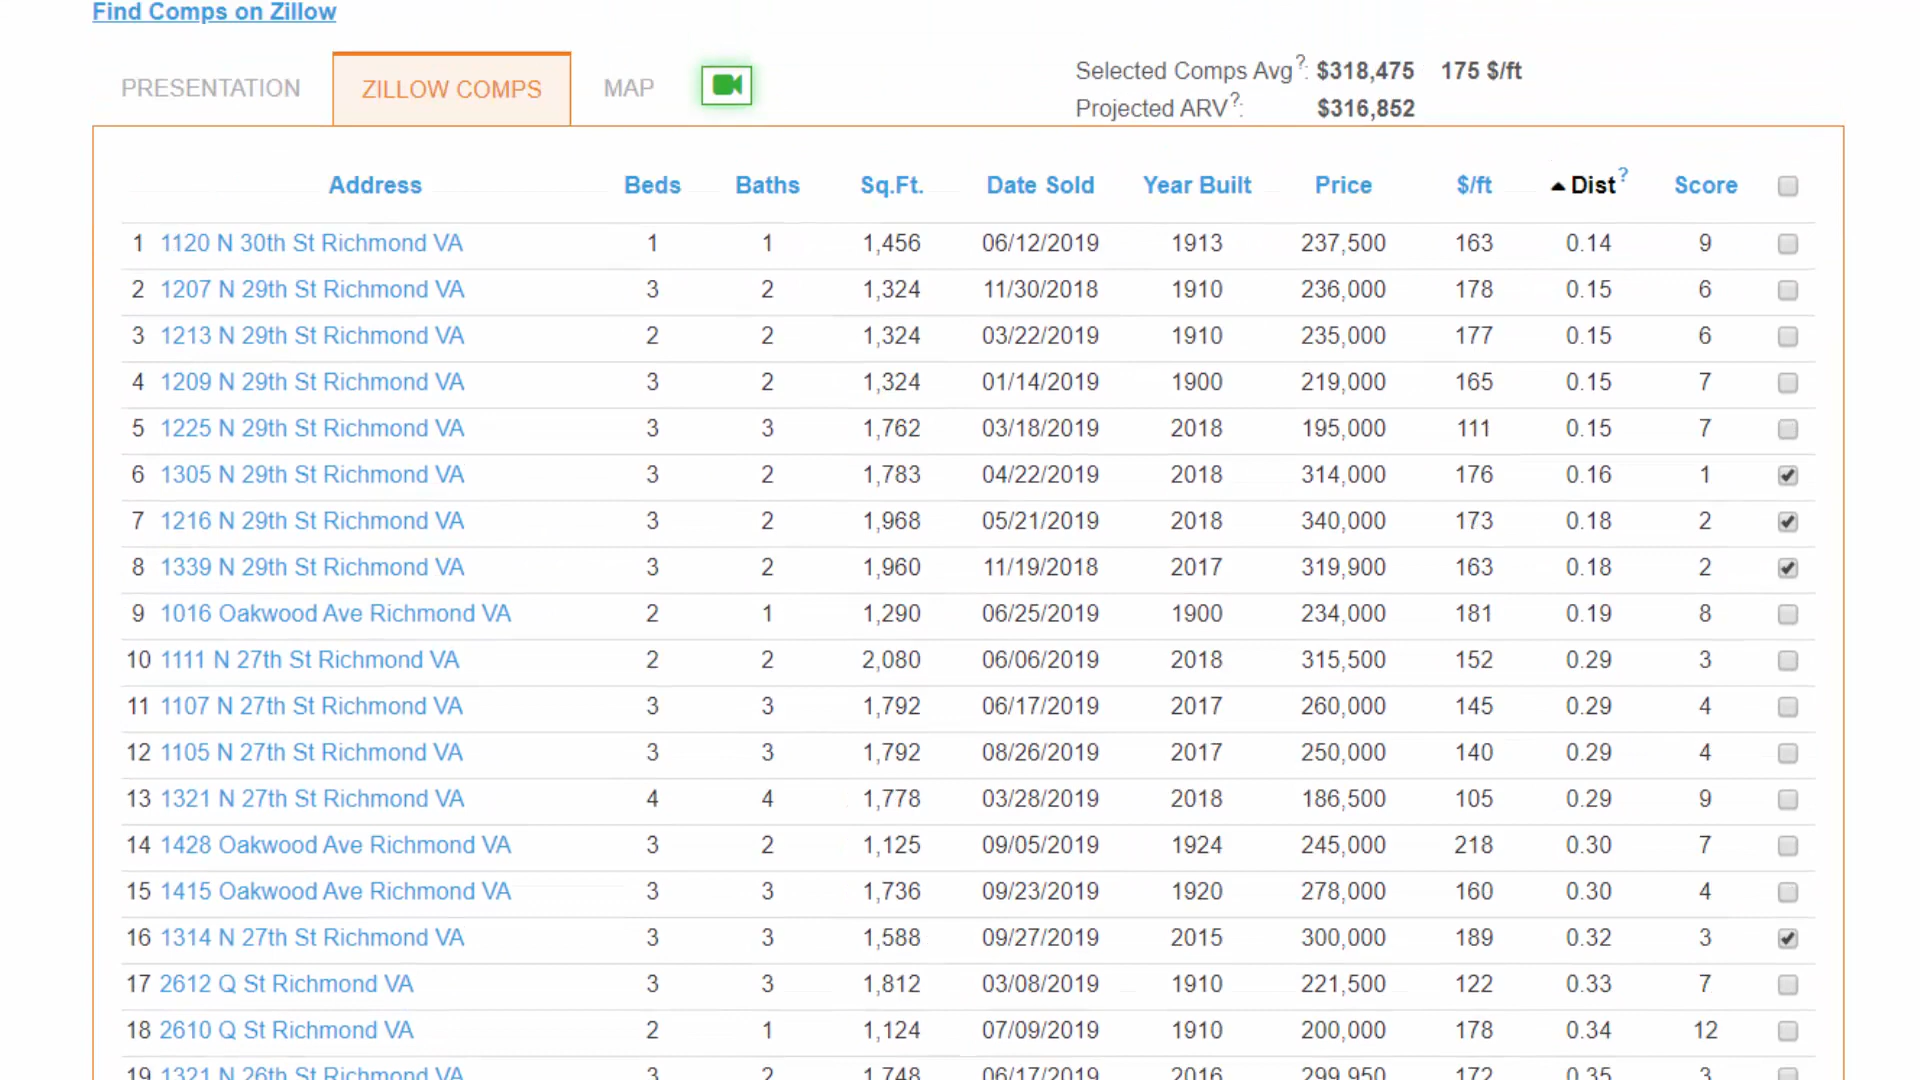 Find Comps on Zillow
PRESENTATION ZILLOW COMPS MAP
Selected Comps Avg?: $318,475 175 $/ft
Projected ARV?: $316,852
Address Beds Baths Sq.Ft. Date Sold Year Built Price $/ft Dist? Score
1 1120 N 30th St Richmond VA 1 1 1,456 06/12/2019 1913 237,500 163 0.14 9
2 1207 N 29th St Richmond VA 3 2 1,324 11/30/2018 1910 236,000 178 0.15 6
3 1213 N 29th St Richmond VA 2 2 1,324 03/22/2019 1910 235,000 177 0.15 6
4 1209 N 29th St Richmond VA 3 2 1,324 01/14/2019 1900 219,000 165 0.15 7
5 1225 N 29th St Richmond VA 3 3 1,762 03/18/2019 2018 195,000 111 0.15 7
6 1305 N 29th St Richmond VA 3 2 1,783 04/22/2019 2018 314,000 176 0.16 1
7 1216 N 29th St Richmond VA 3 2 1,968 05/21/2019 2018 340,000 173 0.18 2
8 1339 N 29th St Richmond VA 3 2 1,960 11/19/2018 2017 319,900 163 0.18 2
9 1016 Oakwood Ave Richmond VA 2 1 1,290 06/25/2019 1900 234,000 181 0.19 8
10 1111 N 27th St Richmond VA 2 2 2,080 06/06/2019 2018 315,500 152 0.29 3
11 1107 N 27th St Richmond VA 3 3 1,792 06/17/2019 2017 260,000 145 0.29 4
12 1105 N 27th St Richmond VA 3 3 1,792 08/26/2019 2017 250,000 140 0.29 4
13 1321 N 27th St Richmond VA 4 4 1,778 03/28/2019 2018 186,500 105 0.29 9
14 1428 Oakwood Ave Richmond VA 3 2 1,125 09/05/2019 1924 245,000 218 0.30 7
15 1415 Oakwood Ave Richmond VA 3 3 1,736 09/23/2019 1920 278,000 160 0.30 4
16 1314 N 27th St Richmond VA 3 3 1,588 09/27/2019 2015 300,000 189 0.32 3
17 2612 Q St Richmond VA 3 3 1,812 03/08/2019 1910 221,500 122 0.33 7
18 2610 Q St Richmond VA 2 1 1,124 07/09/2019 1910 200,000 178 0.34 12
19 1321 N 26th St Richmond VA 3 2 1,748 06/17/2019 2016 299,950 172 0.35 3